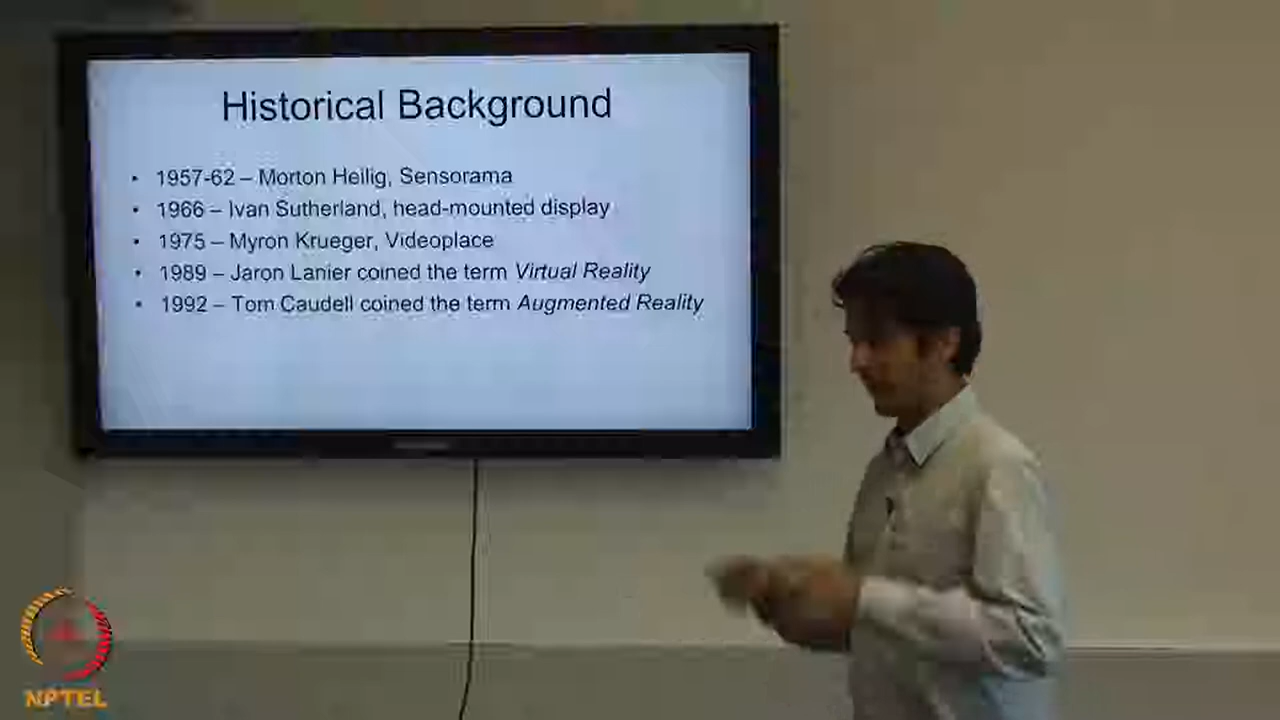 Historical Background
• 1957-62 – Morton Heilig, Sensorama
• 1966 – Ivan Sutherland, head-mounted display
• 1975 – Myron Krueger, Videoplace
• 1989 – Jaron Lanier coined the term Virtual Reality
• 1992 – Tom Caudell coined the term Augmented Reality
NPTEL